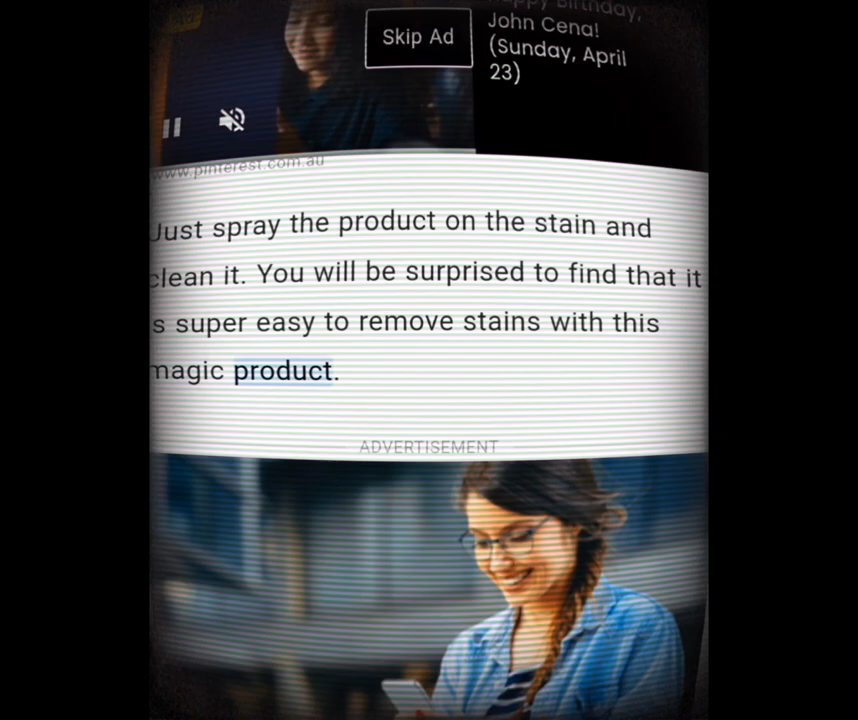 Skip Ad
Happy Birthday,
John Cena!
(Sunday, April
23)
www.pinterest.com.au
Just spray the product on the stain and
clean it. You will be surprised to find that it
s super easy to remove stains with this
magic product.
ADVERTISEMENT